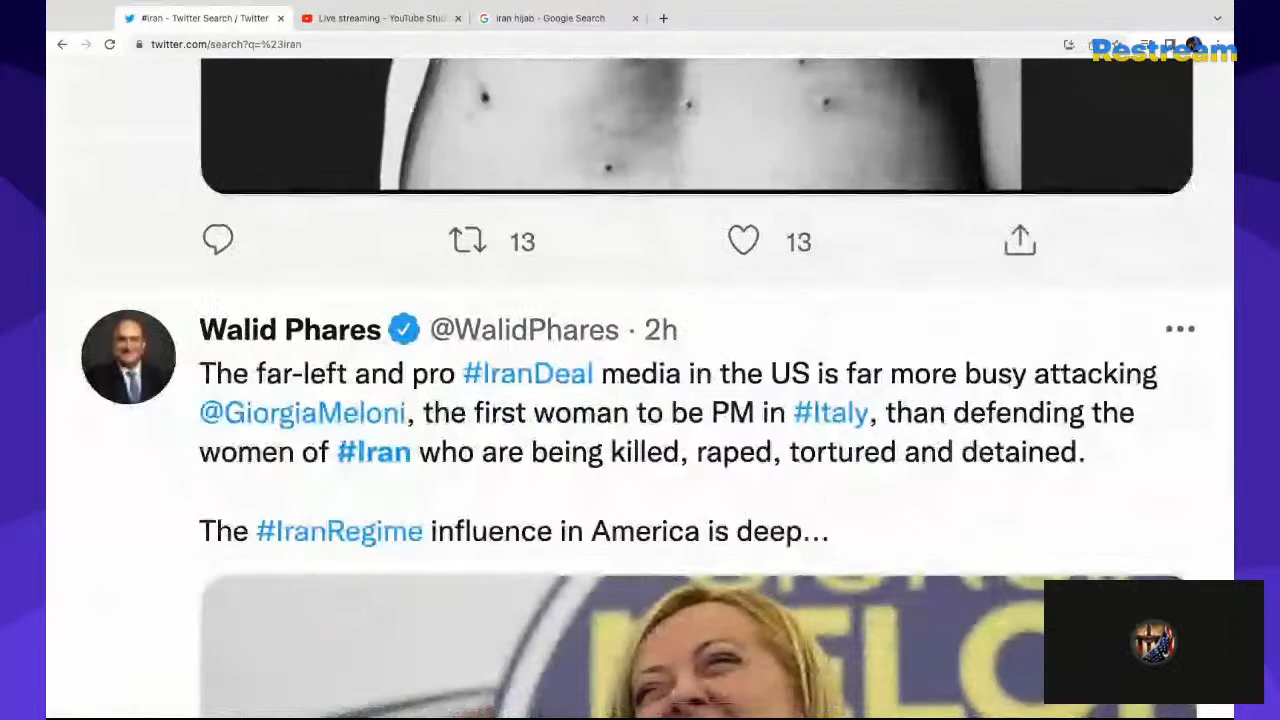 #iran - Twitter Search / Twitter
Live streaming - YouTube Stu
iran hijab - Google Search
twitter.com/search?q=%23iran
Restream
13
13
Walid Phares @WalidPhares · 2h
The far-left and pro #IranDeal media in the US is far more busy attacking
@GiorgiaMeloni, the first woman to be PM in #Italy, than defending the
women of #Iran who are being killed, raped, tortured and detained.
The #IranRegime influence in America is deep...